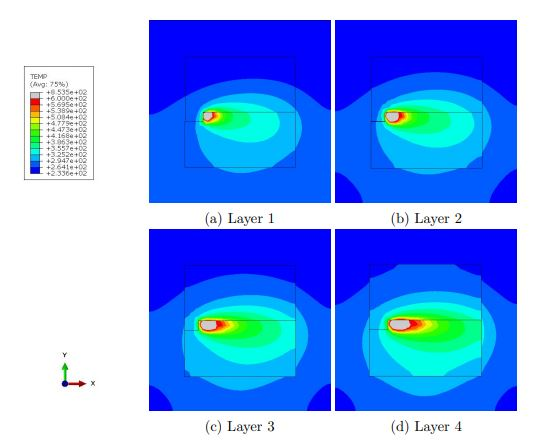 TEMP
(Avg: 75%)
+8.535e+02
+6.000e+02
+5.695e+02
+5.389e+02
+5.084e+02
+4.779e+02
+4.473e+02
+4.168e+02
+3.863e+02
+3.557e+02
+3.252e+02
+2.947e+02
+2.641e+02
+2.336e+02
(a) Layer 1
(b) Layer 2
Y
X
(c) Layer 3
(d) Layer 4